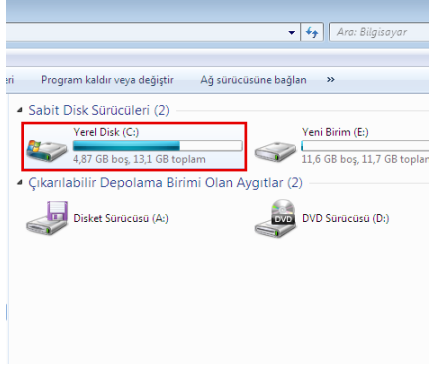 Ara: Bilgisayar
eri Program kaldır veya değiştir Ağ sürücüsüne bağlan »
Sabit Disk Sürücüleri (2)
Yerel Disk (C:) Yeni Birim (E:)
4,87 GB boş, 13,1 GB toplam 11,6 GB boş, 11,7 GB toplar
Çıkarılabilir Depolama Birimi Olan Aygıtlar (2)
Disket Sürücüsü (A:) DVD Sürücüsü (D:)
DVD